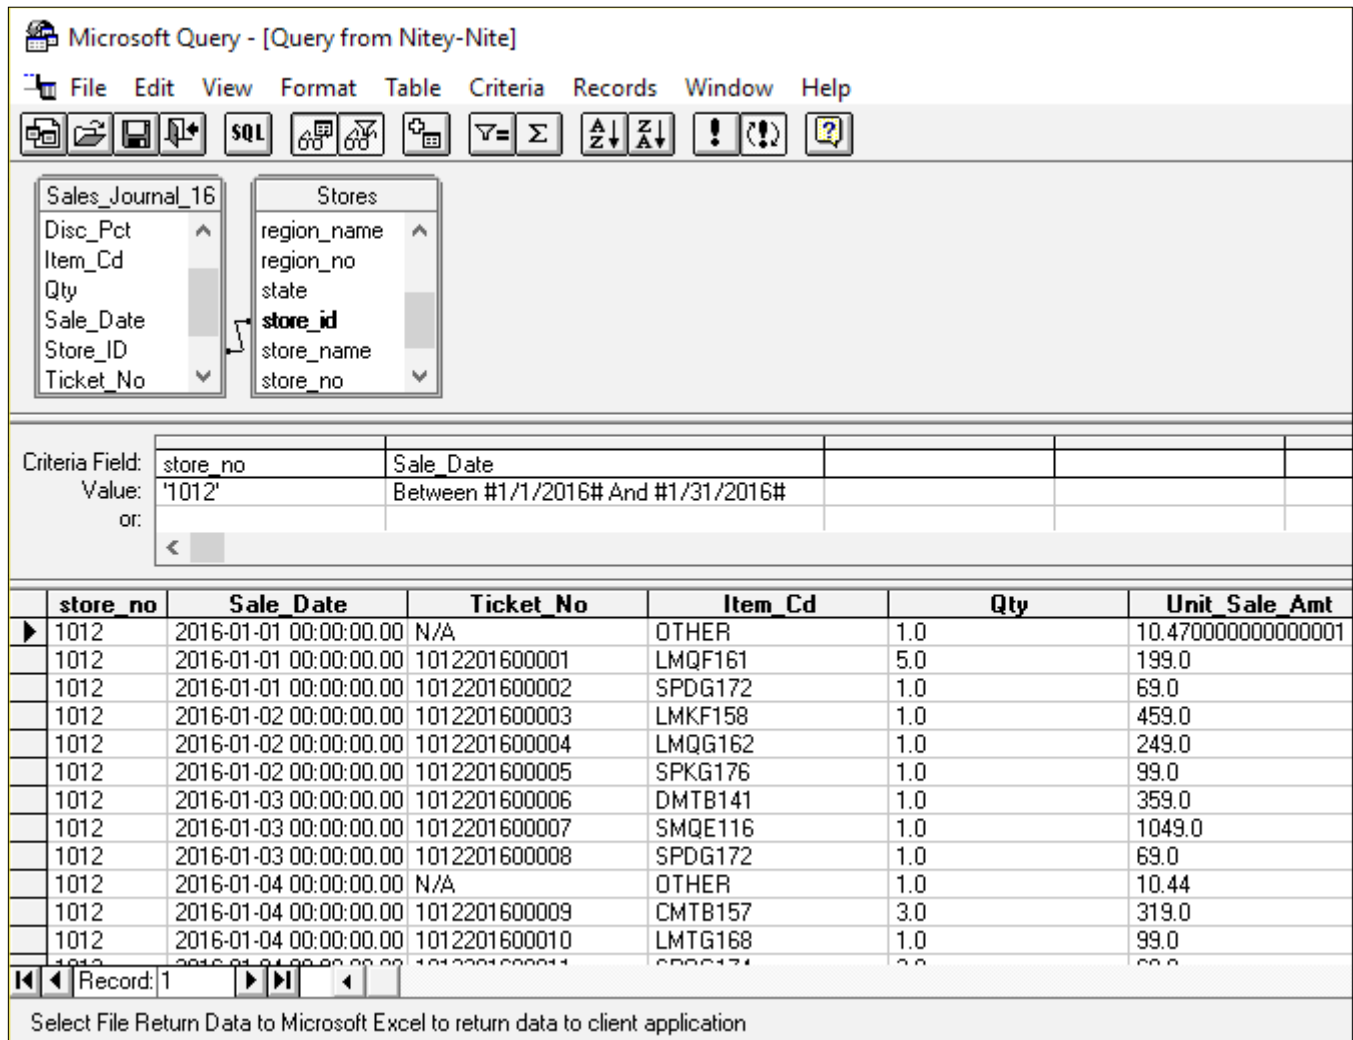 Microsoft Query - [Query from Nitey-Nite]
File Edit View Format Table Criteria Records Window Help
SQL
Sales_Journal_16 Stores
Disc_Pct region_name
Item_Cd region_no
Qty state
Sale_Date store_id
Store_ID store_name
Ticket_No store_no
Criteria Field: store_no Sale_Date
Value: '1012' Between #1/1/2016# And #1/31/2016#
or:
store_no Sale_Date Ticket_No Item_Cd Qty Unit_Sale_Amt
1012 2016-01-01 00:00:00.00 N/A OTHER 1.0 10.470000000000001
1012 2016-01-01 00:00:00.00 1012201600001 LMQF161 5.0 199.0
1012 2016-01-01 00:00:00.00 1012201600002 SPDG172 1.0 69.0
1012 2016-01-02 00:00:00.00 1012201600003 LMKF158 1.0 459.0
1012 2016-01-02 00:00:00.00 1012201600004 LMQG162 1.0 249.0
1012 2016-01-02 00:00:00.00 1012201600005 SPKG176 1.0 99.0
1012 2016-01-03 00:00:00.00 1012201600006 DMTB141 1.0 359.0
1012 2016-01-03 00:00:00.00 1012201600007 SMQE116 1.0 1049.0
1012 2016-01-03 00:00:00.00 1012201600008 SPDG172 1.0 69.0
1012 2016-01-04 00:00:00.00 N/A OTHER 1.0 10.44
1012 2016-01-04 00:00:00.00 1012201600009 CMTB157 3.0 319.0
1012 2016-01-04 00:00:00.00 1012201600010 LMTG168 1.0 99.0
Record: 1
Select File Return Data to Microsoft Excel to return data to client application